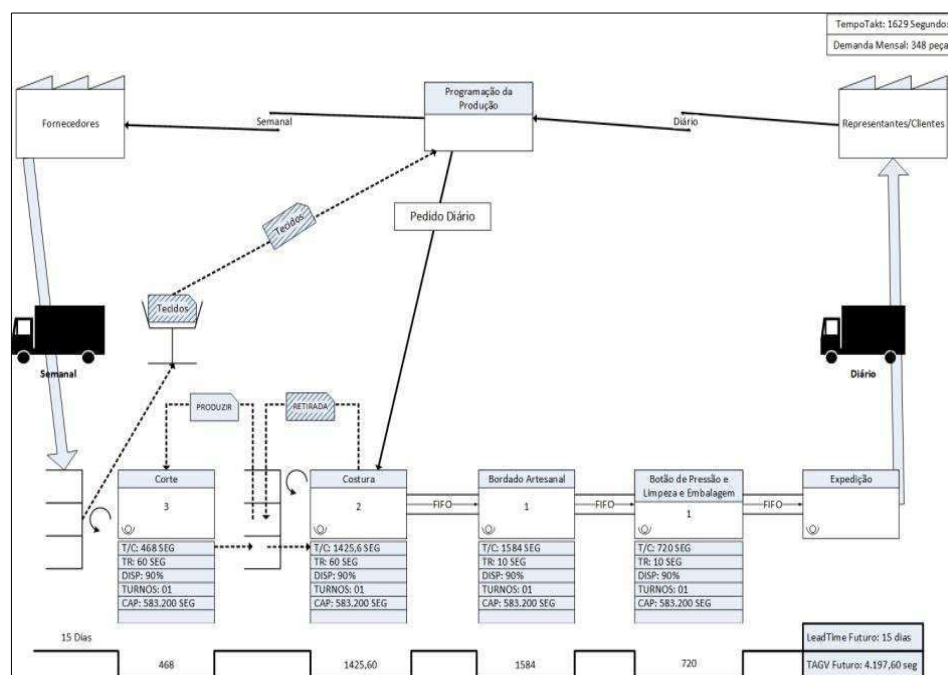 TempoTakt: 1629 Segundo
Demanda Mensal: 348 peça
Fornecedores
Semanal
Programação da
Produção
Diário
Representantes/Clientes
Tecidos
Pedido Diário
Tecidos
Semanal
Diário
PRODUZIR
RETIRADA
Corte
3
T/C: 468 SEG
TR: 60 SEG
DISP: 90%
TURNOS: 01
CAP: 583.200 SEG
Costura
2
T/C: 1425,6 SEG
TR: 60 SEG
DISP: 90%
TURNOS: 01
CAP: 583.200 SEG
FIFO
Bordado Artesanal
1
T/C: 1584 SEG
TR: 10 SEG
DISP: 90%
TURNOS: 01
CAP: 583.200 SEG
FIFO
Botão de Pressão e
Limpeza e Embalagem
1
T/C: 720 SEG
TR: 10 SEG
DISP: 90%
TURNOS: 01
CAP: 583.200 SEG
FIFO
Expedição
15 Dias
468
1425,60
1584
720
LeadTime Futuro: 15 dias
TAGV Futuro: 4.197,60 seg